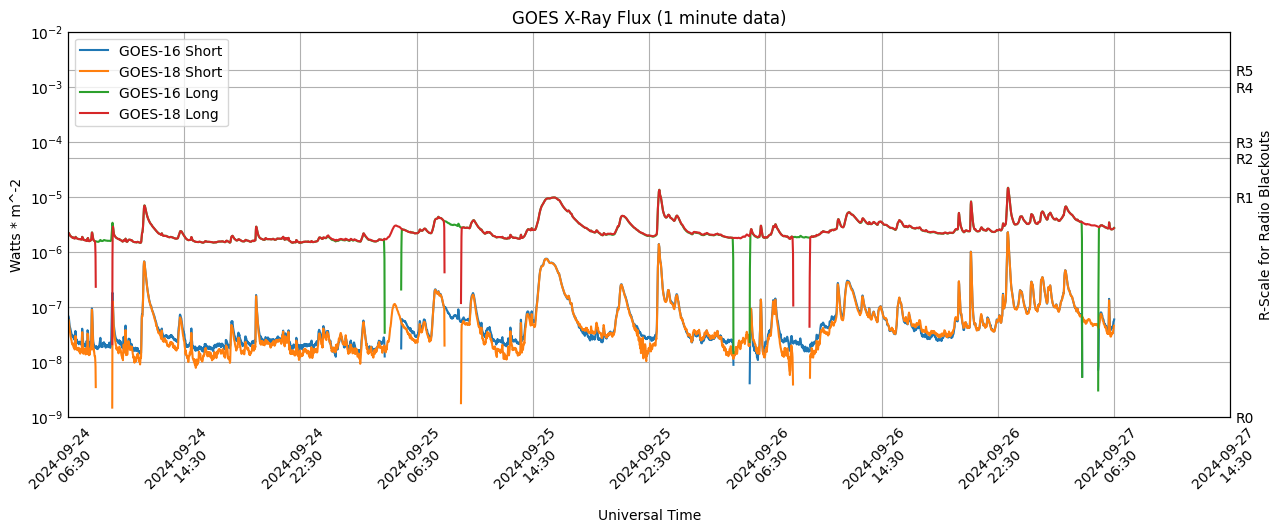 GOES X-Ray Flux (1 minute data)
GOES-16 Short
GOES-18 Short
GOES-16 Long
GOES-18 Long
10^-2
10^-3
10^-4
10^-5
10^-6
10^-7
10^-8
10^-9
Watts * m^-2
R5
R4
R3
R2
R1
R0
R-Scale for Radio Blackouts
2024-09-24
06:30
2024-09-24
14:30
2024-09-24
22:30
2024-09-25
06:30
2024-09-25
14:30
2024-09-25
22:30
2024-09-26
06:30
2024-09-26
14:30
2024-09-26
22:30
2024-09-27
06:30
2024-09-27
14:30
Universal Time